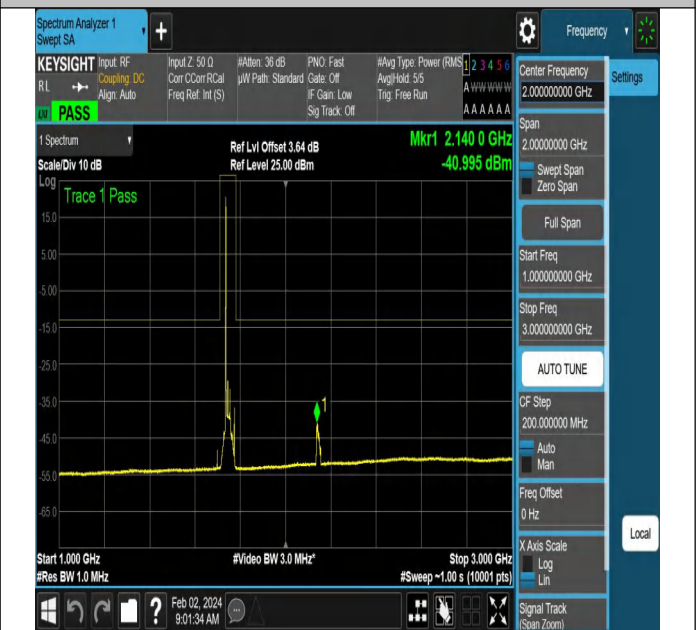 Spectrum Analyzer 1
Swept SA
Frequency
KEYSIGHT
RL
Input: RF
Coupling: DC
Align: Auto
Input Z: 50 Ω
Corr CCorr RCal
Freq Ref: Int (S)
#Atten: 36 dB
µW Path: Standard
PNO: Fast
Gate: Off
IF Gain: Low
Sig Track: Off
#Avg Type: Power (RMS
Avg|Hold: 5/5
Trig: Free Run
1 2 3 4 5 6
A W W W W W
A A A A A A
PASS
1 Spectrum
Scale/Div 10 dB
Log
Ref Lvl Offset 3.64 dB
Ref Level 25.00 dBm
Mkr1 2.140 0 GHz
-40.995 dBm
Trace 1 Pass
15.0
5.00
-5.00
-15.0
-25.0
-35.0
-45.0
-55.0
-65.0
1
Start 1.000 GHz
#Res BW 1.0 MHz
#Video BW 3.0 MHz*
Stop 3.000 GHz
#Sweep ~1.00 s (10001 pts)
Feb 02, 2024
9:01:34 AM
?
Center Frequency
2.000000000 GHz
Settings
Span
2.00000000 GHz
Swept Span
Zero Span
Full Span
Start Freq
1.000000000 GHz
Stop Freq
3.000000000 GHz
AUTO TUNE
CF Step
200.000000 MHz
Auto
Man
Freq Offset
0 Hz
X Axis Scale
Log
Lin
Local
Signal Track
(Span Zoom)